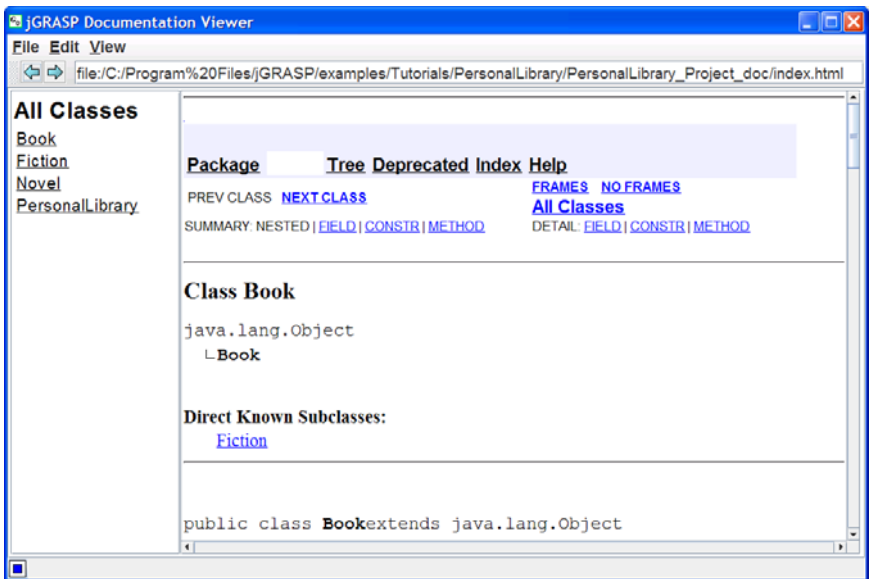 jGRASP Documentation Viewer
File Edit View
file:/C:/Program%20Files/jGRASP/examples/Tutorials/PersonalLibrary/PersonalLibrary_Project_doc/index.html
All Classes
Book
Fiction
Novel
PersonalLibrary
Package Tree Deprecated Index Help
PREV CLASS NEXT CLASS
FRAMES NO FRAMES
All Classes
SUMMARY: NESTED | FIELD | CONSTR | METHOD
DETAIL: FIELD | CONSTR | METHOD
Class Book
java.lang.Object
Book
Direct Known Subclasses:
Fiction
public class Bookextends java.lang.Object